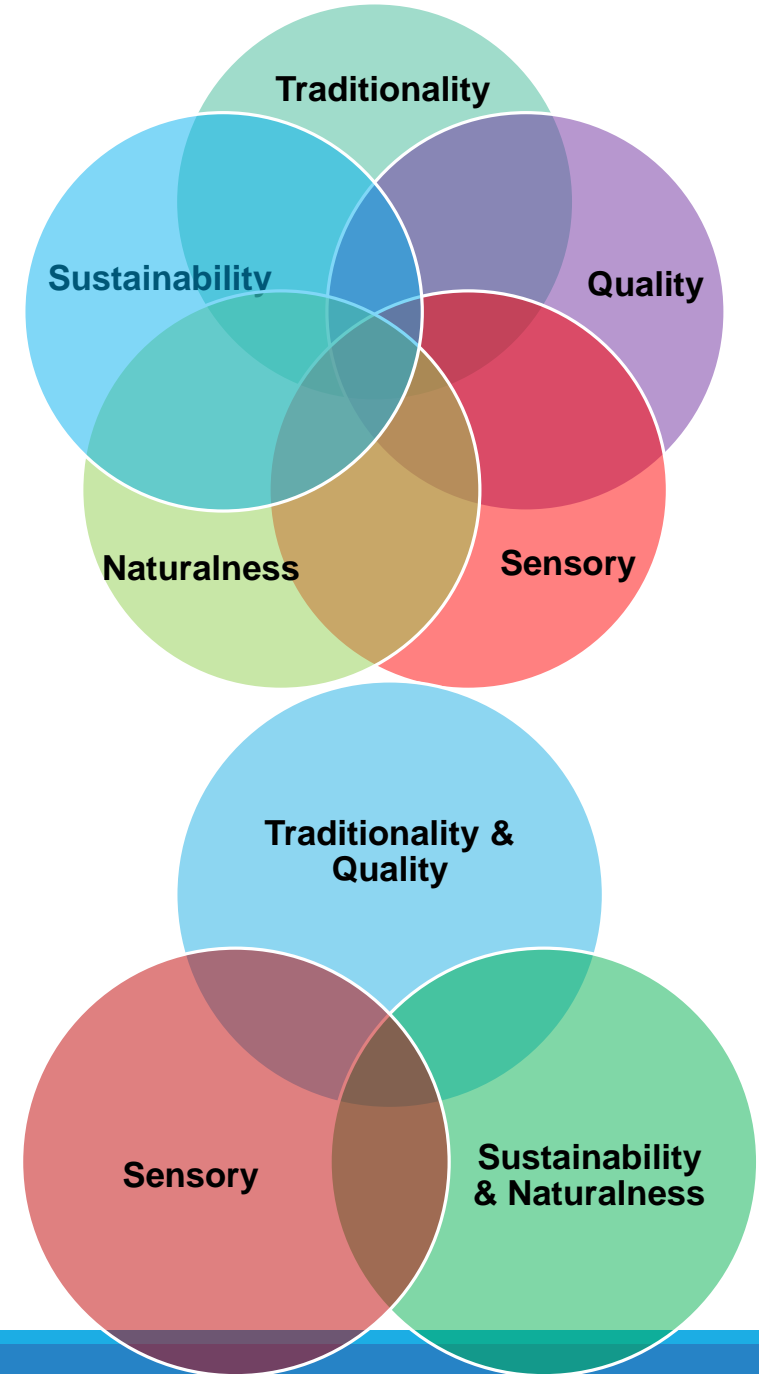 Traditionality
Sustainability
Quality
Naturalness
Sensory
Traditionality &
Quality
Sensory
Sustainability
& Naturalness